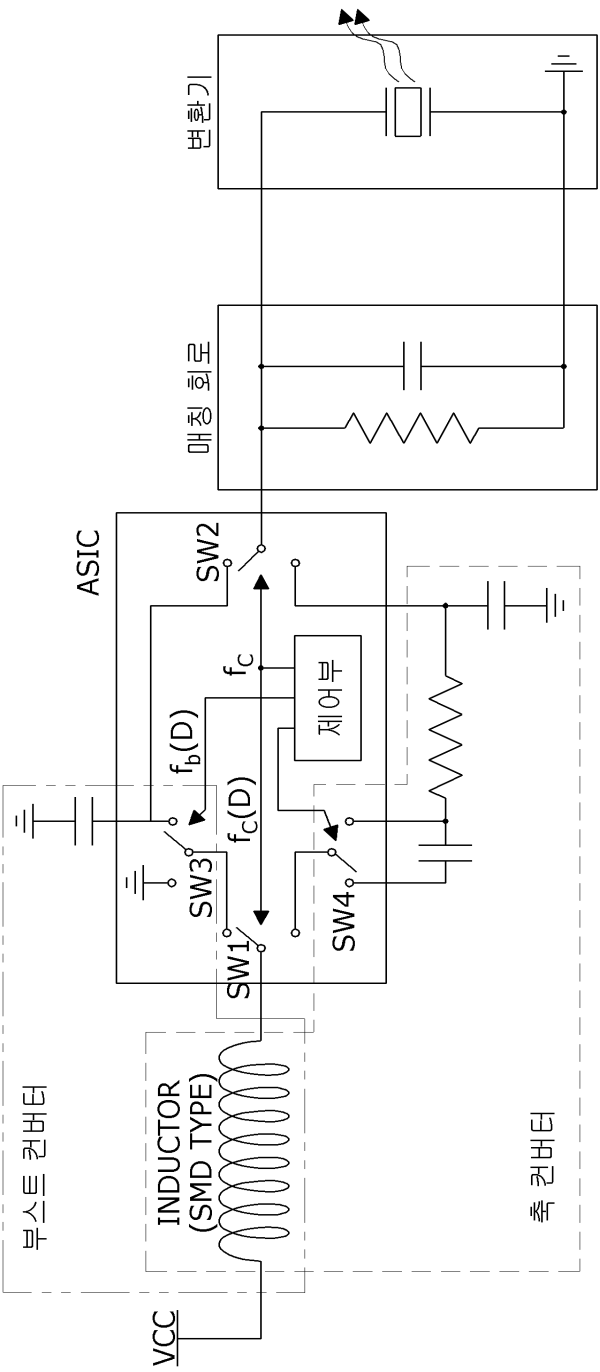 VCC
부스트 컨버터
INDUCTOR
(SMD TYPE)
축 컨버터
ASIC
SW1
SW3
SW4
f_b(D)
f_C(D)
f_C
제어부
SW2
매칭 회로
변환기